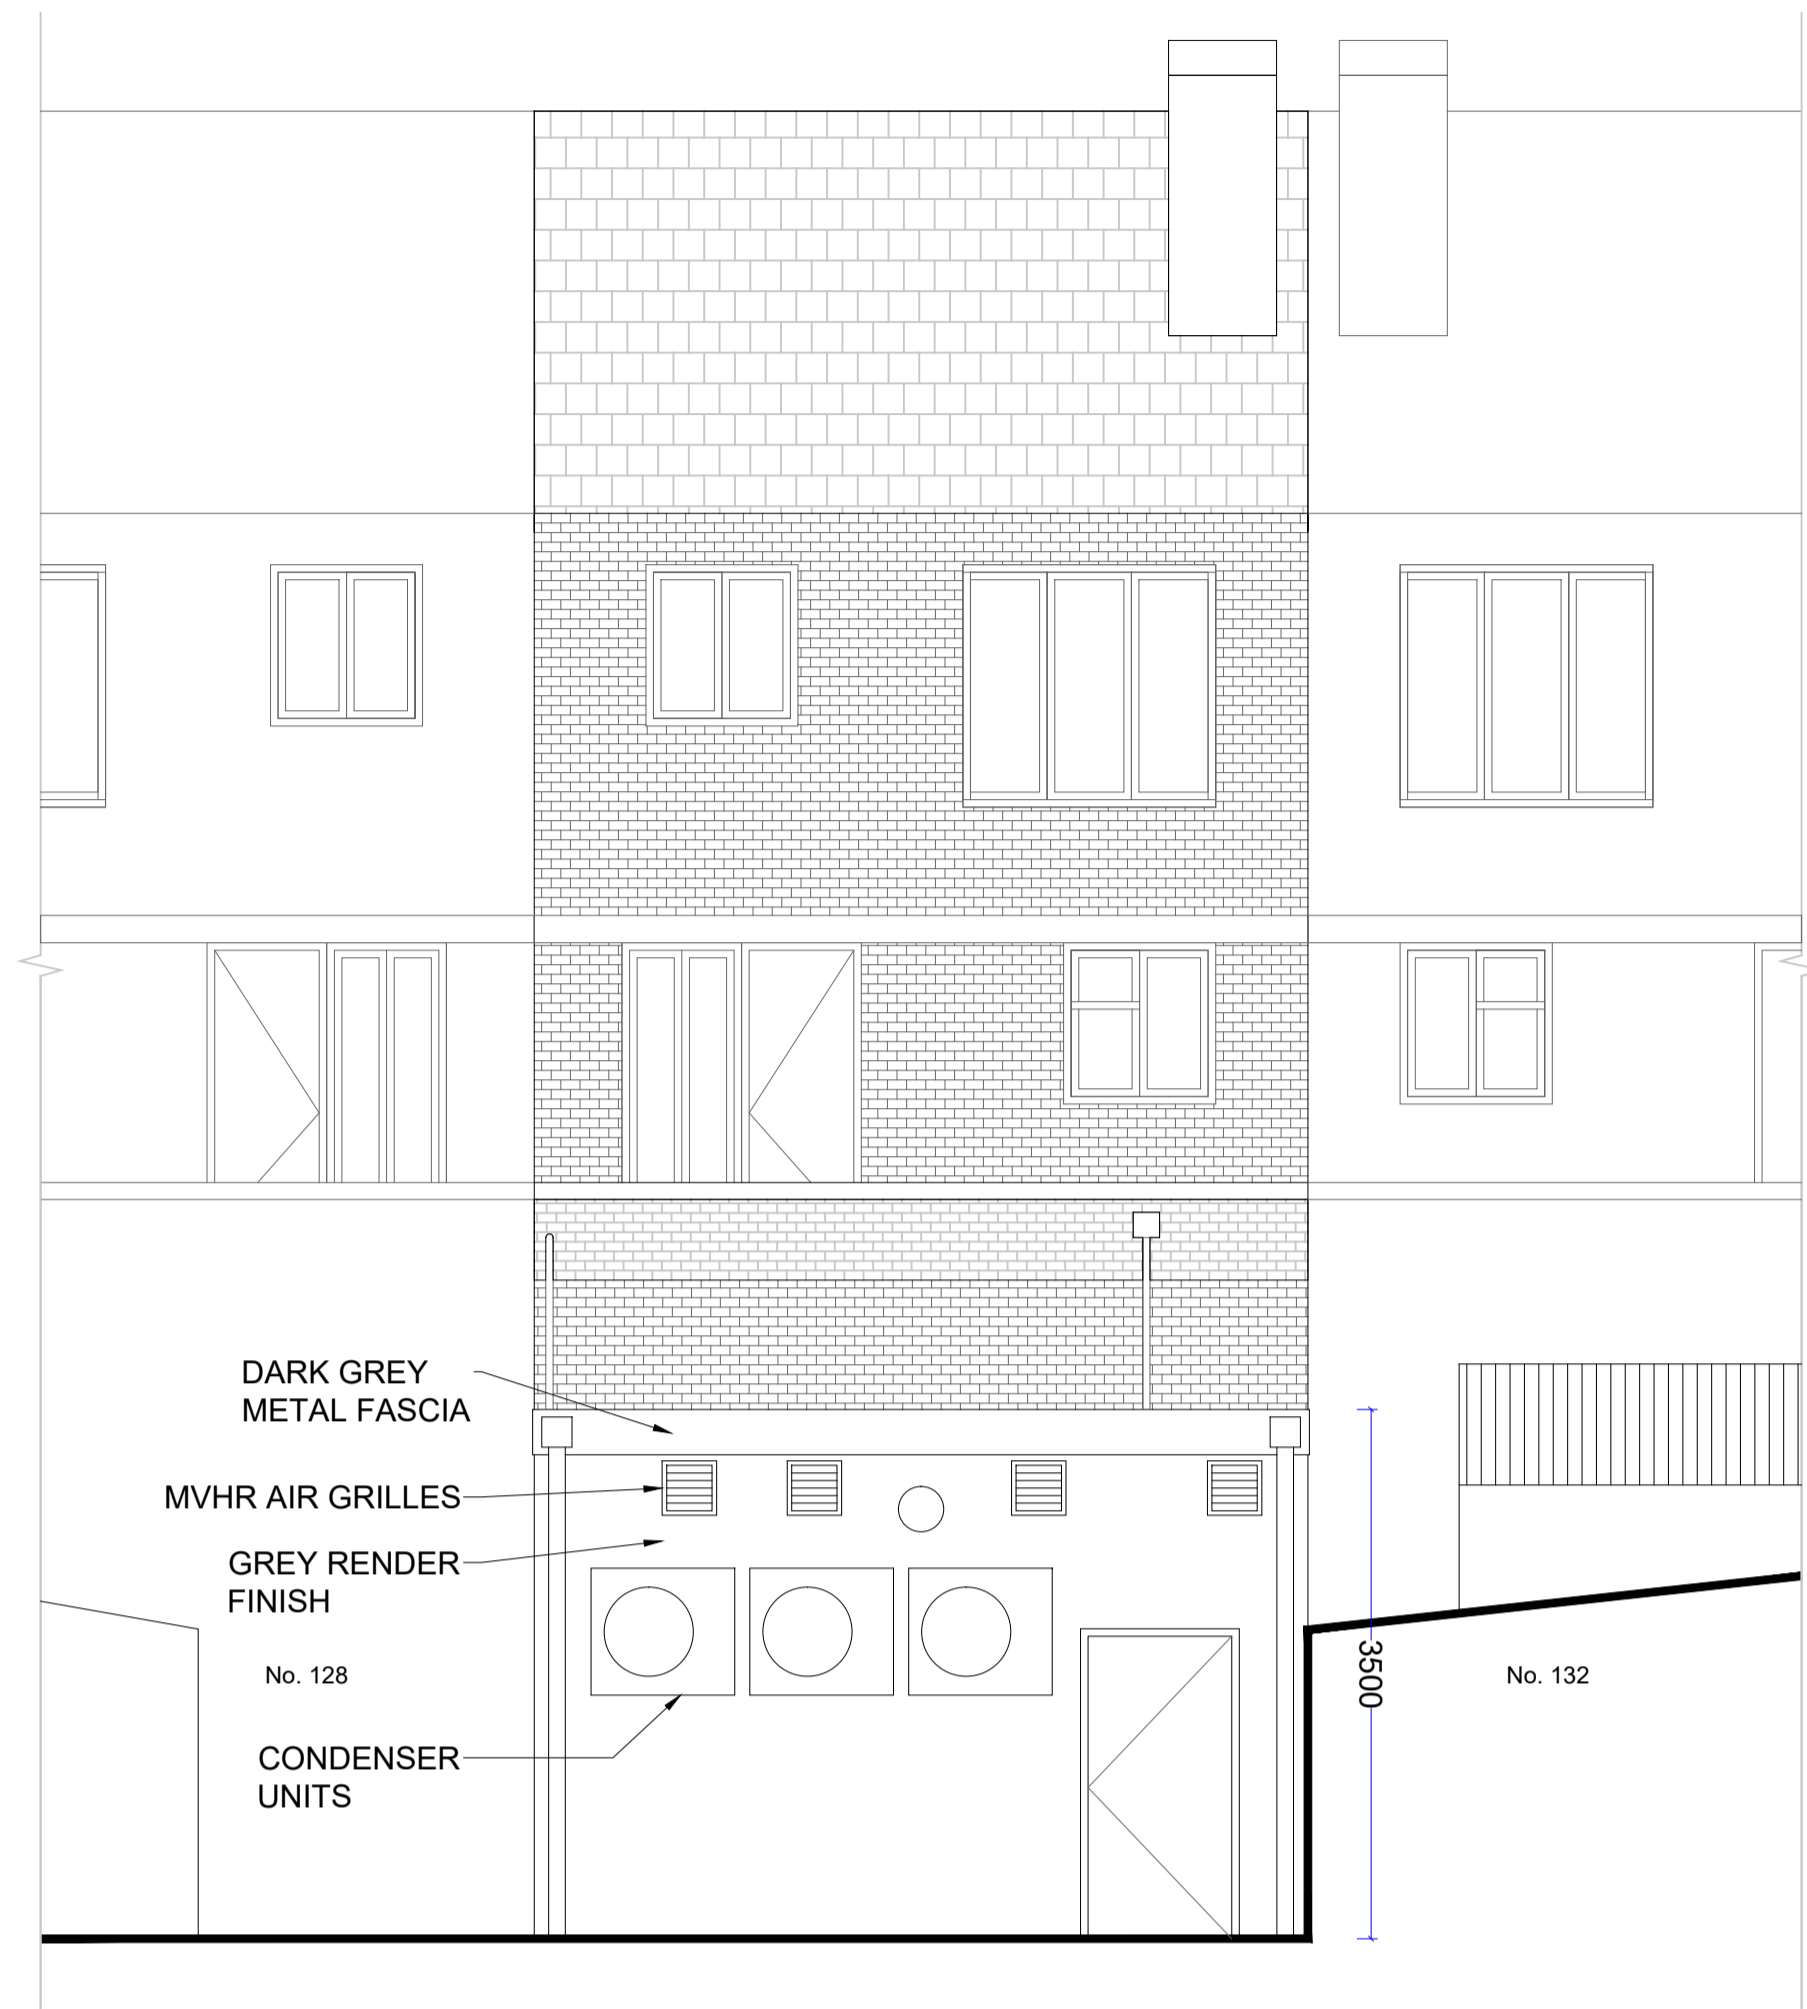 DARK GREY
METAL FASCIA
MVHR AIR GRILLES
GREY RENDER
FINISH
No. 128
3500
No. 132
CONDENSER
UNITS